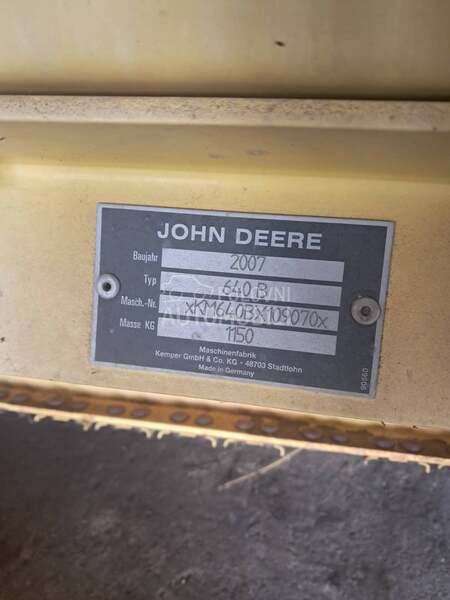 JOHN DEERE
Baujahr 2007
Typ 640 B
Masch.-Nr. xKM640BX109070x
Masse KG 1150
Maschinenfabrik
Kemper GmbH & Co. KG • 48703 Stadtlohn
Made in Germany